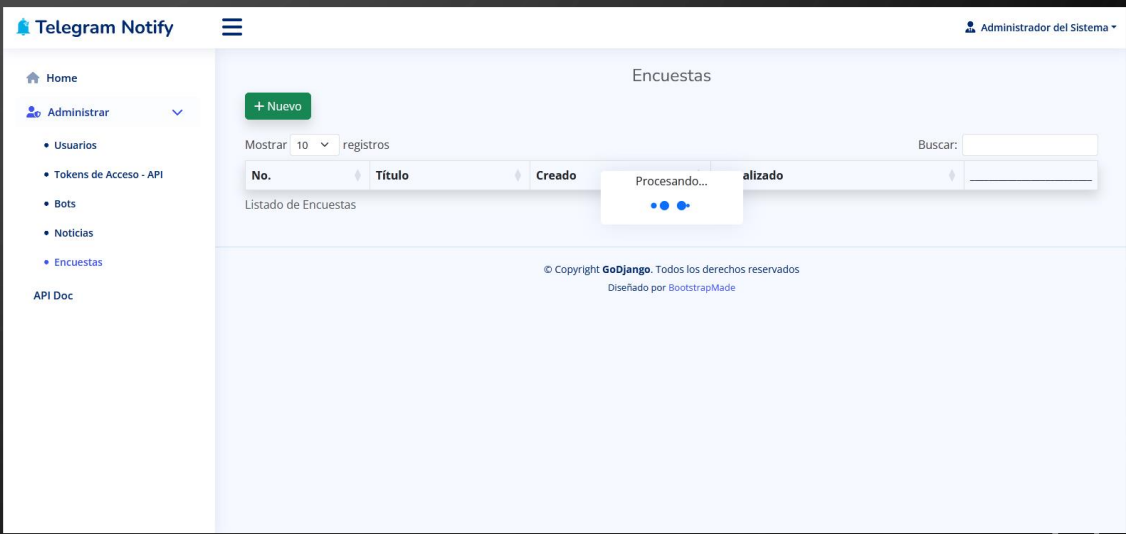 Telegram Notify
Administrador del Sistema
Home
Administrar
Usuarios
Tokens de Acceso - API
Bots
Noticias
Encuestas
API Doc
Encuestas
+ Nuevo
Mostrar 10 registros
Buscar:
No. Título Creado alizado
Procesando...
Listado de Encuestas
© Copyright GoDjango. Todos los derechos reservados
Diseñado por BootstrapMade